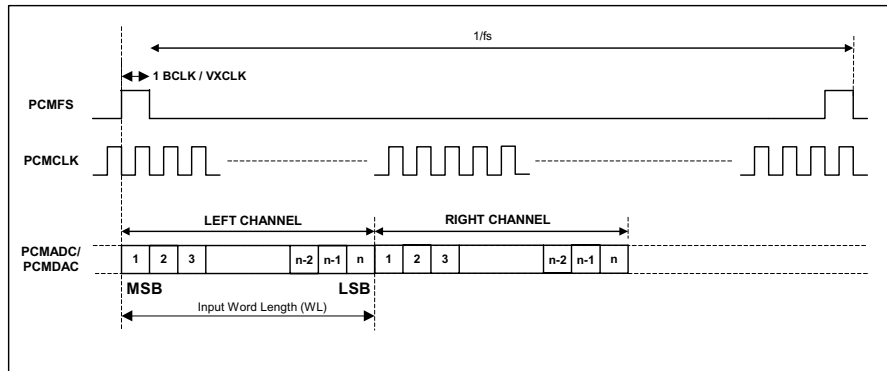 1/fs
1 BCLK / VXCLK
PCMFS
PCMCLK
LEFT CHANNEL RIGHT CHANNEL
PCMADC/
PCMDAC
1 2 3 n-2 n-1 n 1 2 3 n-2 n-1 n
MSB LSB
Input Word Length (WL)